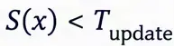 S(x) < T_update